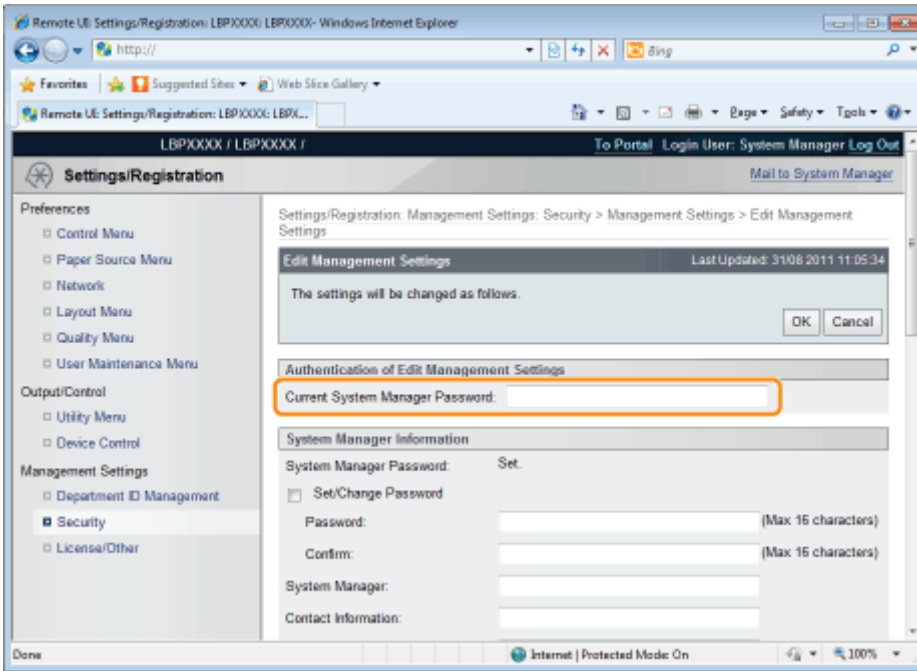 Remote UI: Settings/Registration: LBPXXXX: LBPXXXX- Windows Internet Explorer
http://
Bing
Favorites Suggested Sites Web Slice Gallery
Remote UI: Settings/Registration: LBPXXXX: LBPX... Page Safety Tools
LBPXXXX / LBPXXXX / To Portal Login User: System Manager Log Out
Settings/Registration Mail to System Manager
Preferences
Control Menu
Paper Source Menu
Network
Layout Menu
Quality Menu
User Maintenance Menu
Output/Control
Utility Menu
Device Control
Management Settings
Department ID Management
Security
License/Other
Settings/Registration: Management Settings: Security > Management Settings > Edit Management
Settings
Edit Management Settings Last Updated: 31/08 2011 11:05:34
The settings will be changed as follows.
OK Cancel
Authentication of Edit Management Settings
Current System Manager Password:
System Manager Information
System Manager Password: Set.
Set/Change Password
Password: (Max 16 characters)
Confirm: (Max 16 characters)
System Manager:
Contact Information:
Done Internet | Protected Mode: On 100%